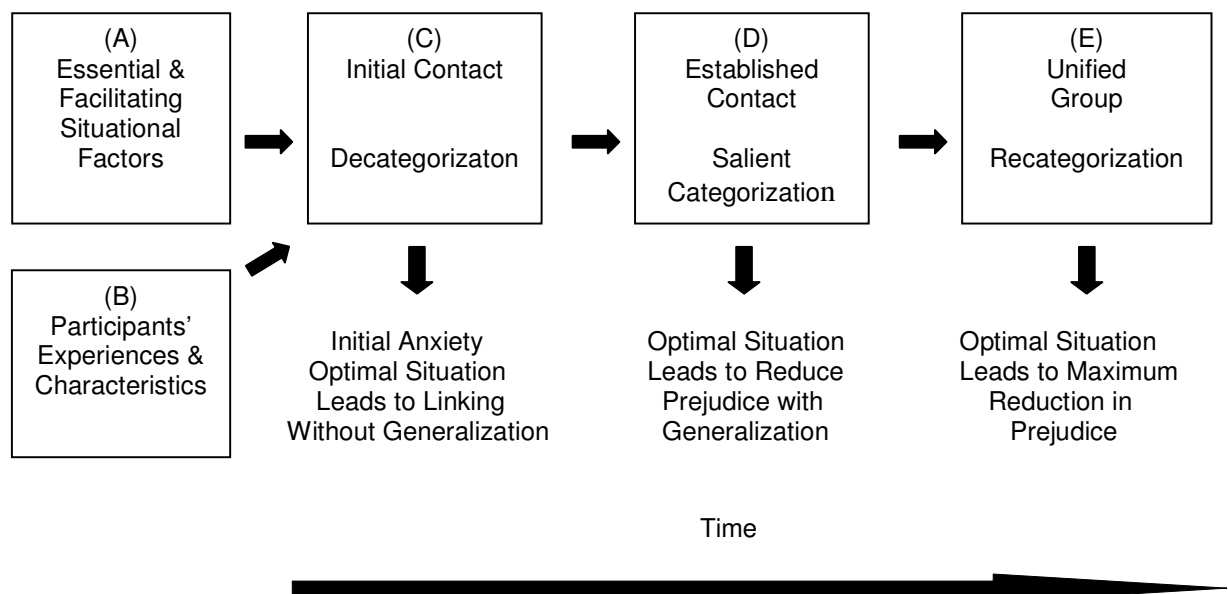 (A)
Essential &
Facilitating
Situational
Factors
(B)
Participants’
Experiences &
Characteristics
(C)
Initial Contact
Decategorizaton
Initial Anxiety
Optimal Situation
Leads to Linking
Without Generalization
(D)
Established
Contact
Salient
Categorization
Optimal Situation
Leads to Reduce
Prejudice with
Generalization
(E)
Unified
Group
Recategorization
Optimal Situation
Leads to Maximum
Reduction in
Prejudice
Time